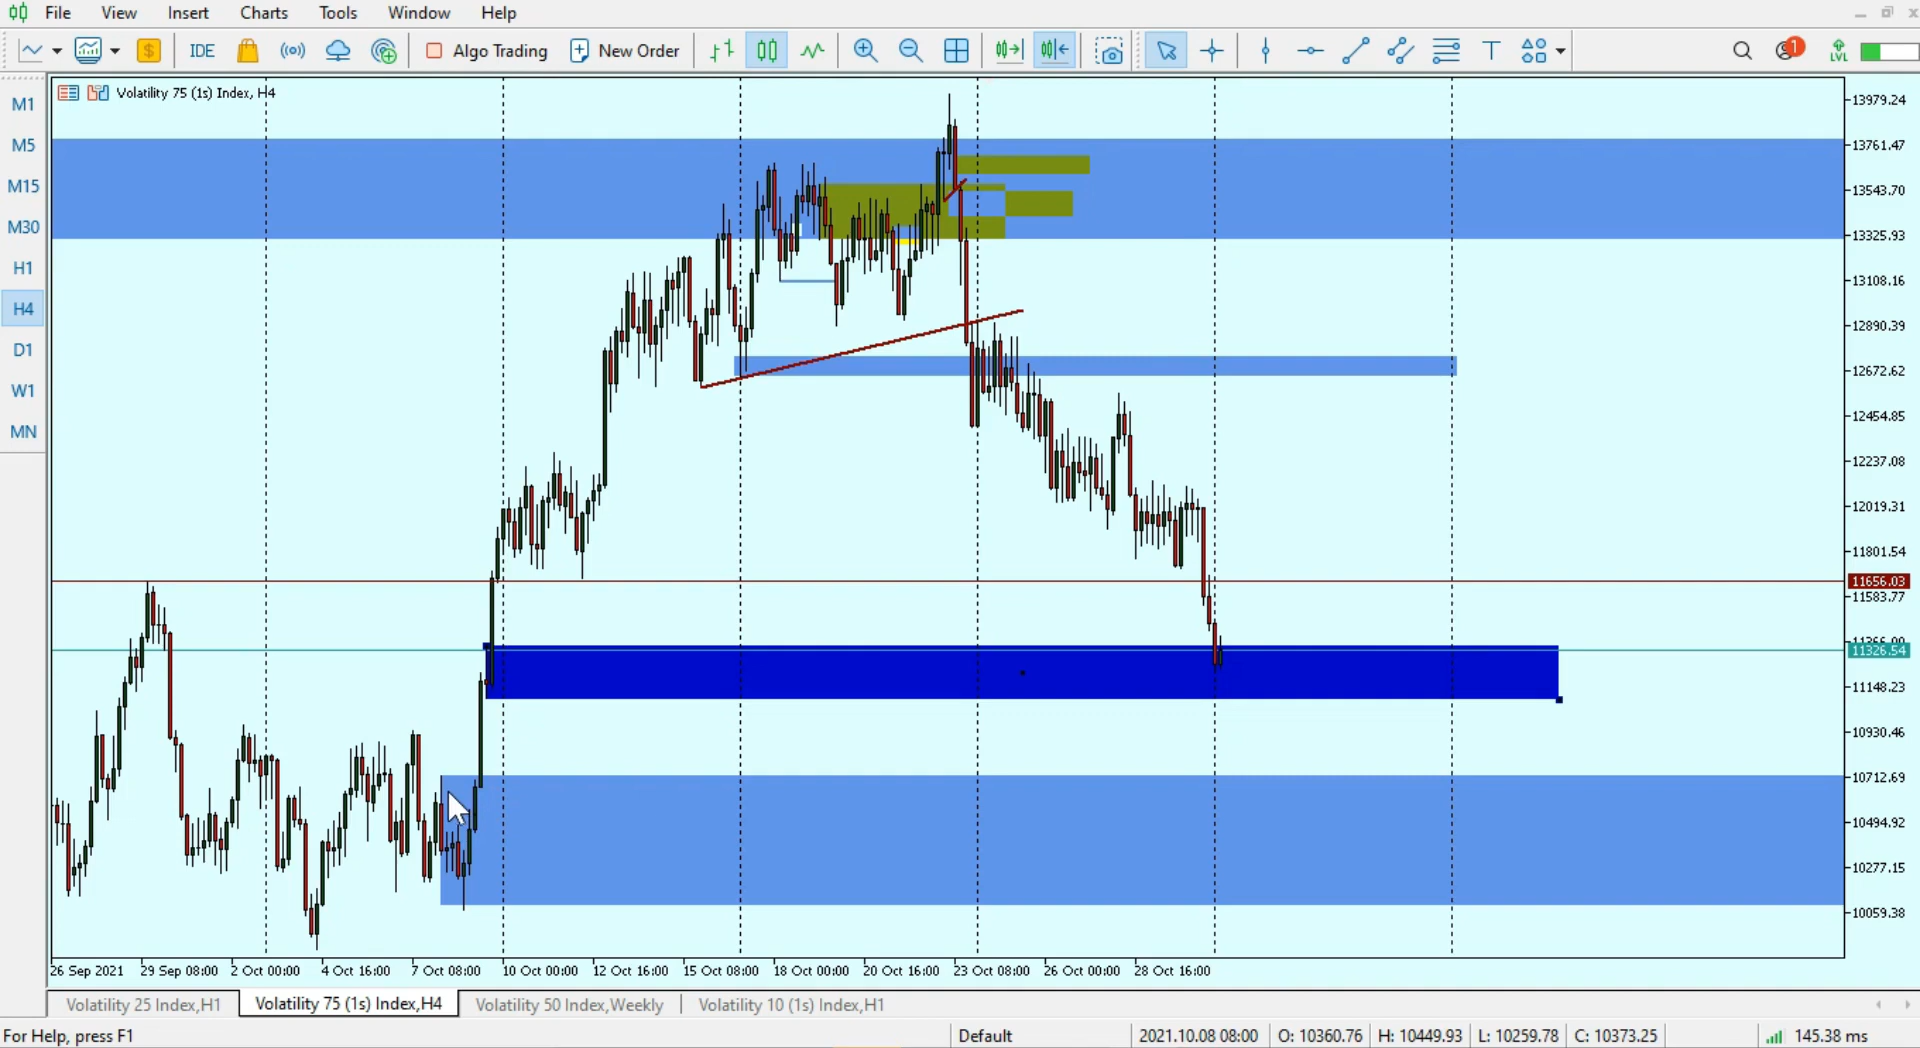 File View Insert Charts Tools Window Help
IDE Algo Trading New Order 1 LVL
Volatility 75 (1s) Index, H4
M1
M5
M15
M30
H1
H4
D1
W1
MN
13979.24
13761.47
13543.70
13325.93
13108.16
12890.39
12672.62
12454.85
12237.08
12019.31
11801.54
11656.03
11583.77
11326.54
11148.23
10930.46
10712.69
10494.92
10277.15
10059.38
26 Sep 2021 29 Sep 08:00 2 Oct 00:00 4 Oct 16:00 7 Oct 08:00 10 Oct 00:00 12 Oct 16:00 15 Oct 08:00 18 Oct 00:00 20 Oct 16:00 23 Oct 08:00 26 Oct 00:00 28 Oct 16:00
Volatility 25 Index,H1 Volatility 75 (1s) Index,H4 Volatility 50 Index,Weekly Volatility 10 (1s) Index,H1
For Help, press F1 Default 2021.10.08 08:00 O: 10360.76 H: 10449.93 L: 10259.78 C: 10373.25 145.38 ms